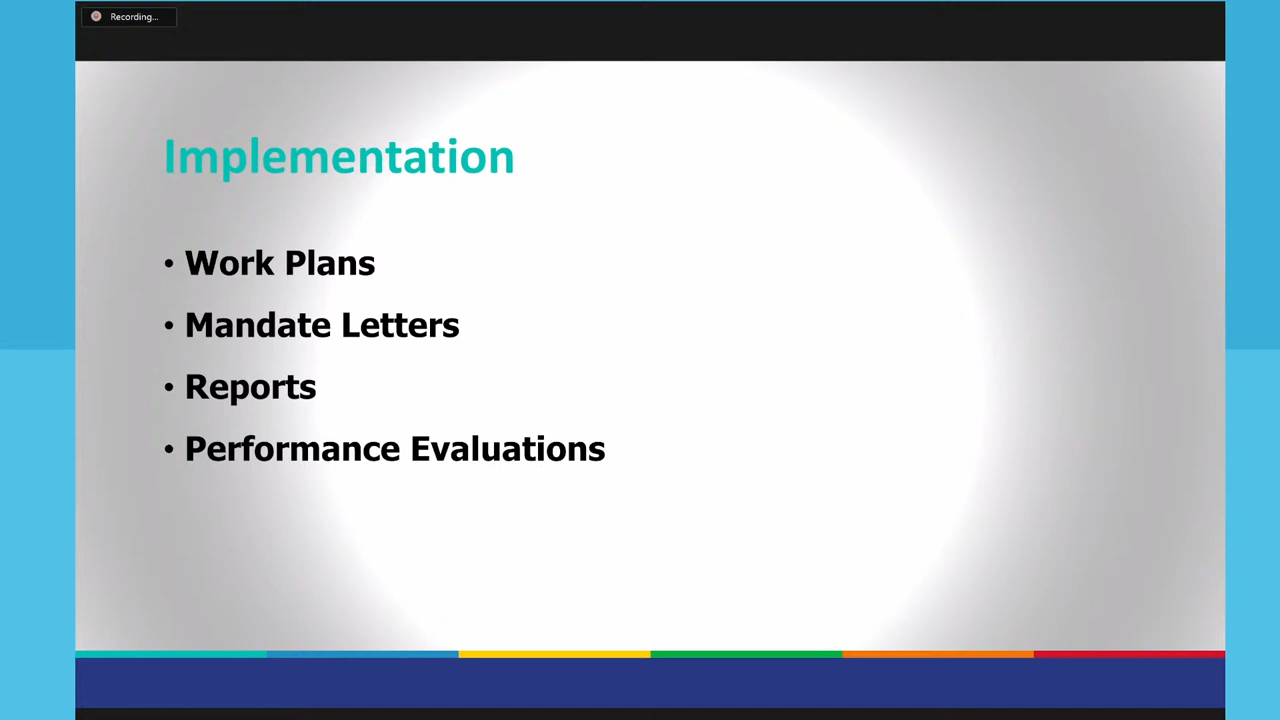 Recording...
Implementation
• Work Plans
• Mandate Letters
• Reports
• Performance Evaluations